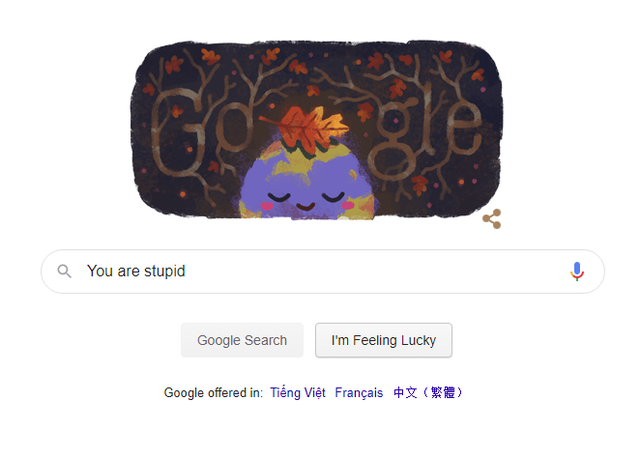 Google
You are stupid
Google Search I'm Feeling Lucky
Google offered in: Tiếng Việt Français 中文（繁體）